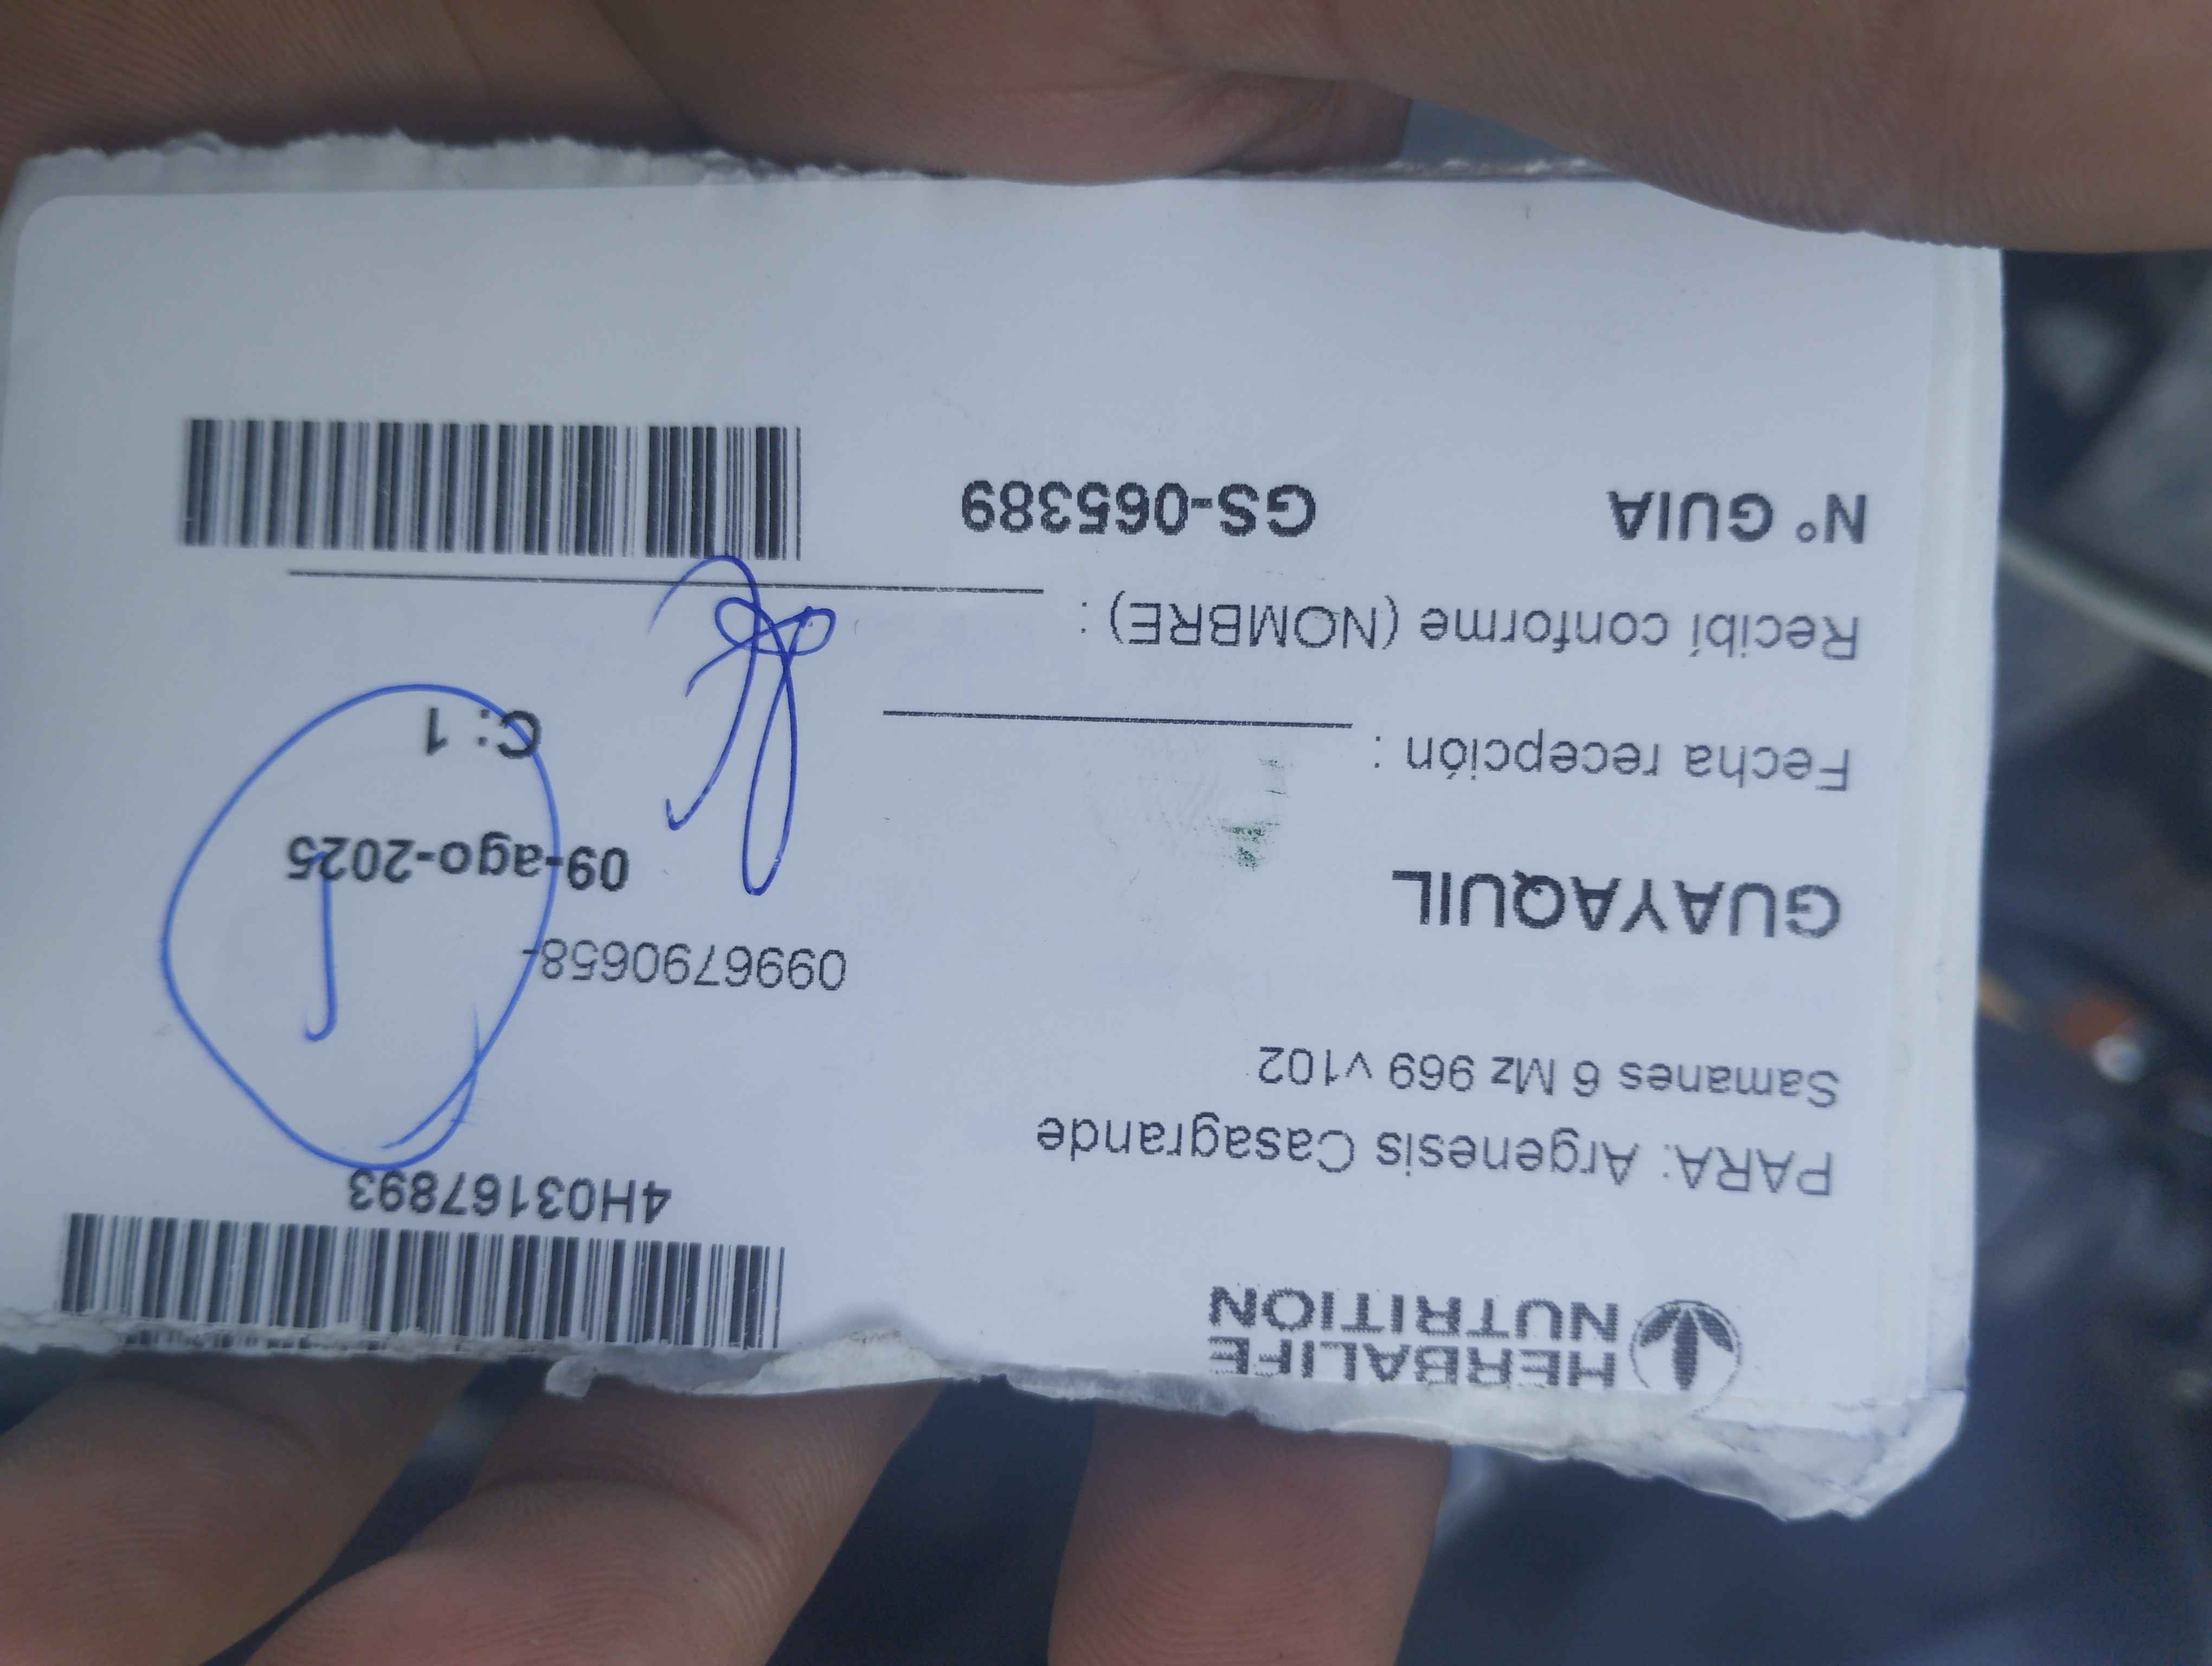 HERBALIFE
NUTRITION
4H03167893
PARA: Argenesis Casagrande
Samanes 6 Mz 969 v102
0996790658-
GUAYAQUIL
09-ago-2025
1
Fecha recepción :
C: 1
Recibí conforme (NOMBRE) :
N° GUIA GS-065389